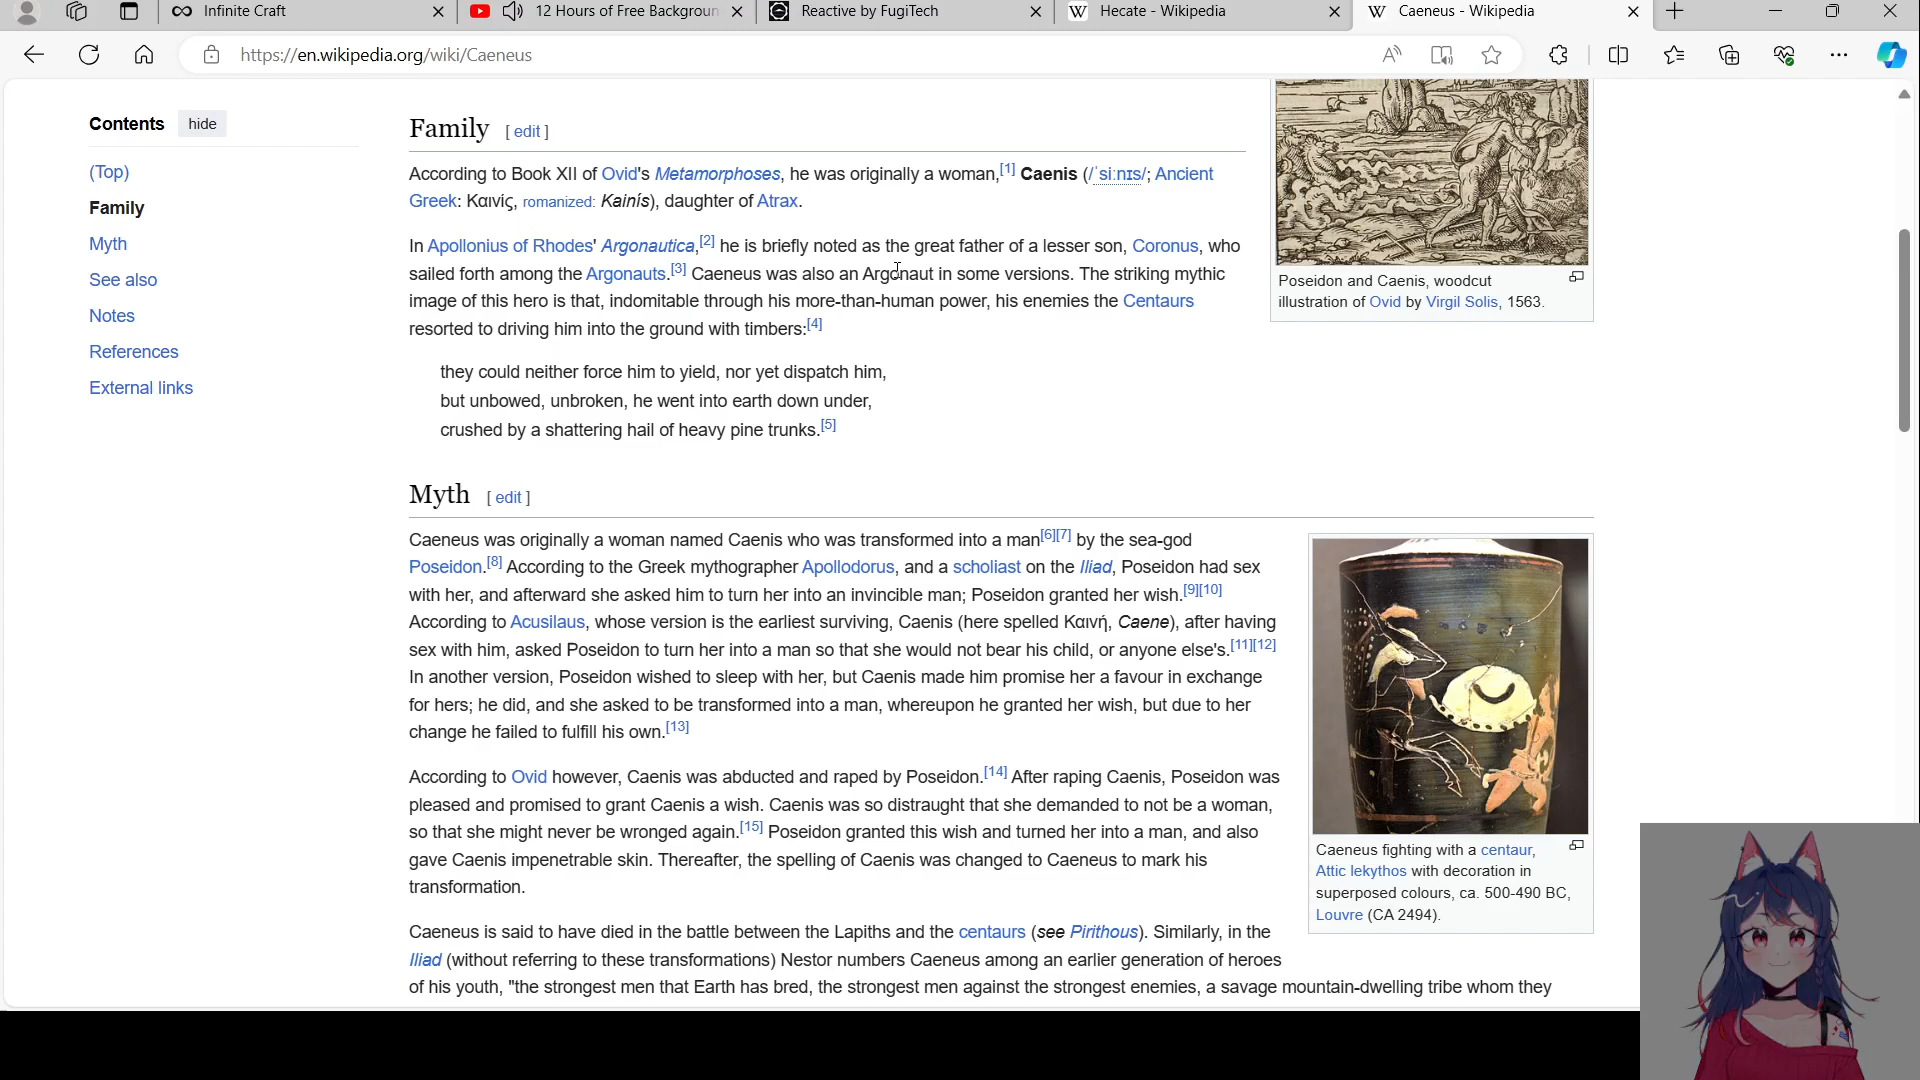 Infinite Craft
12 Hours of Free Backgroun
Reactive by FugiTech
Hecate - Wikipedia
Caeneus - Wikipedia
https://en.wikipedia.org/wiki/Caeneus
Contents hide
(Top)
Family
Myth
See also
Notes
References
External links
Family [ edit ]
According to Book XII of Ovid's Metamorphoses, he was originally a woman,[1] Caenis (/ˈsiːnɪs/; Ancient
Greek: Καινίς, romanized: Kainís), daughter of Atrax.
In Apollonius of Rhodes' Argonautica,[2] he is briefly noted as the great father of a lesser son, Coronus, who
sailed forth among the Argonauts.[3] Caeneus was also an Argonaut in some versions. The striking mythic
image of this hero is that, indomitable through his more-than-human power, his enemies the Centaurs
resorted to driving him into the ground with timbers:[4]
they could neither force him to yield, nor yet dispatch him,
but unbowed, unbroken, he went into earth down under,
crushed by a shattering hail of heavy pine trunks.[5]
Poseidon and Caenis, woodcut
illustration of Ovid by Virgil Solis, 1563.
Myth [ edit ]
Caeneus was originally a woman named Caenis who was transformed into a man[6][7] by the sea-god
Poseidon.[8] According to the Greek mythographer Apollodorus, and a scholiast on the Iliad, Poseidon had sex
with her, and afterward she asked him to turn her into an invincible man; Poseidon granted her wish.[9][10]
According to Acusilaus, whose version is the earliest surviving, Caenis (here spelled Καινή, Caene), after having
sex with him, asked Poseidon to turn her into a man so that she would not bear his child, or anyone else's.[11][12]
In another version, Poseidon wished to sleep with her, but Caenis made him promise her a favour in exchange
for hers; he did, and she asked to be transformed into a man, whereupon he granted her wish, but due to her
change he failed to fulfill his own.[13]
According to Ovid however, Caenis was abducted and raped by Poseidon.[14] After raping Caenis, Poseidon was
pleased and promised to grant Caenis a wish. Caenis was so distraught that she demanded to not be a woman,
so that she might never be wronged again.[15] Poseidon granted this wish and turned her into a man, and also
gave Caenis impenetrable skin. Thereafter, the spelling of Caenis was changed to Caeneus to mark his
transformation.
Caeneus is said to have died in the battle between the Lapiths and the centaurs (see Pirithous). Similarly, in the
Iliad (without referring to these transformations) Nestor numbers Caeneus among an earlier generation of heroes
of his youth, "the strongest men that Earth has bred, the strongest men against the strongest enemies, a savage mountain-dwelling tribe whom they
Caeneus fighting with a centaur,
Attic lekythos with decoration in
superposed colours, ca. 500-490 BC,
Louvre (CA 2494).